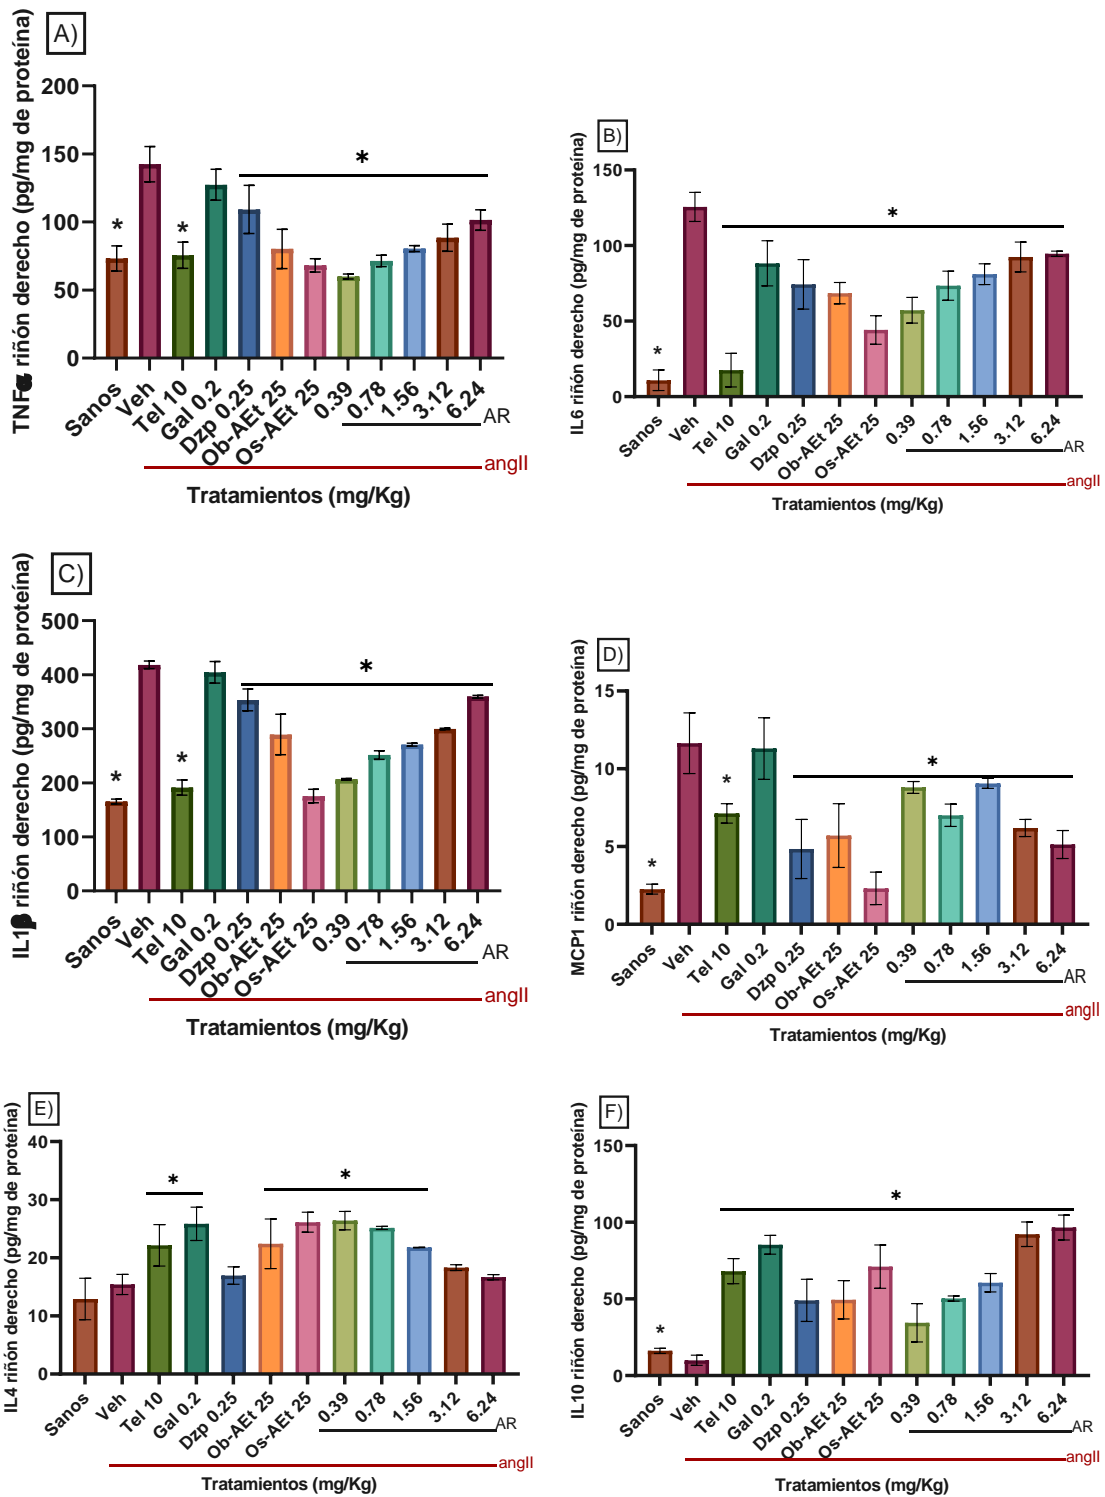 A)
TNFα riñón derecho (pg/mg de proteína)
200
150
100
50
0
*
*
*
Sanos
Veh
Tel 10
Gal 0.2
Dzp 0.25
Ob-AEt 25
Os-AEt 25
0.39
0.78
1.56
3.12
6.24
AR
angII
Tratamientos (mg/Kg)
B)
IL6 riñón derecho (pg/mg de proteína)
150
100
50
0
*
*
Sanos
Veh
Tel 10
Gal 0.2
Dzp 0.25
Ob-AEt 25
Os-AEt 25
0.39
0.78
1.56
3.12
6.24
AR
angII
Tratamientos (mg/Kg)
C)
IL1β riñón derecho (pg/mg de proteína)
500
400
300
200
100
0
*
*
*
Sanos
Veh
Tel 10
Gal 0.2
Dzp 0.25
Ob-AEt 25
Os-AEt 25
0.39
0.78
1.56
3.12
6.24
AR
angII
Tratamientos (mg/Kg)
D)
MCP1 riñón derecho (pg/mg de proteína)
15
10
5
0
*
*
*
Sanos
Veh
Tel 10
Gal 0.2
Dzp 0.25
Ob-AEt 25
Os-AEt 25
0.39
0.78
1.56
3.12
6.24
AR
angII
Tratamientos (mg/Kg)
E)
IL4 riñón derecho (pg/mg de proteína)
40
30
20
10
0
*
*
Sanos
Veh
Tel 10
Gal 0.2
Dzp 0.25
Ob-AEt 25
Os-AEt 25
0.39
0.78
1.56
3.12
6.24
AR
angII
Tratamientos (mg/Kg)
F)
IL10 riñón derecho (pg/mg de proteína)
150
100
50
0
*
*
Sanos
Veh
Tel 10
Gal 0.2
Dzp 0.25
Ob-AEt 25
Os-AEt 25
0.39
0.78
1.56
3.12
6.24
AR
angII
Tratamientos (mg/Kg)